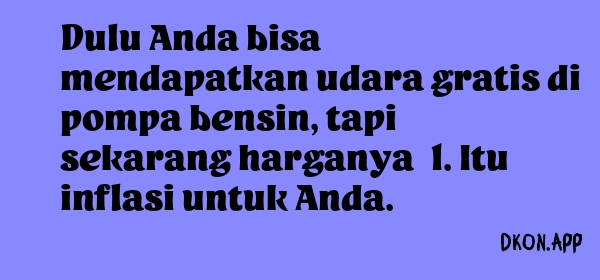 Dulu Anda bisa
mendapatkan udara gratis di
pompa bensin, tapi
sekarang harganya  1. Itu
inflasi untuk Anda.
DKON.APP